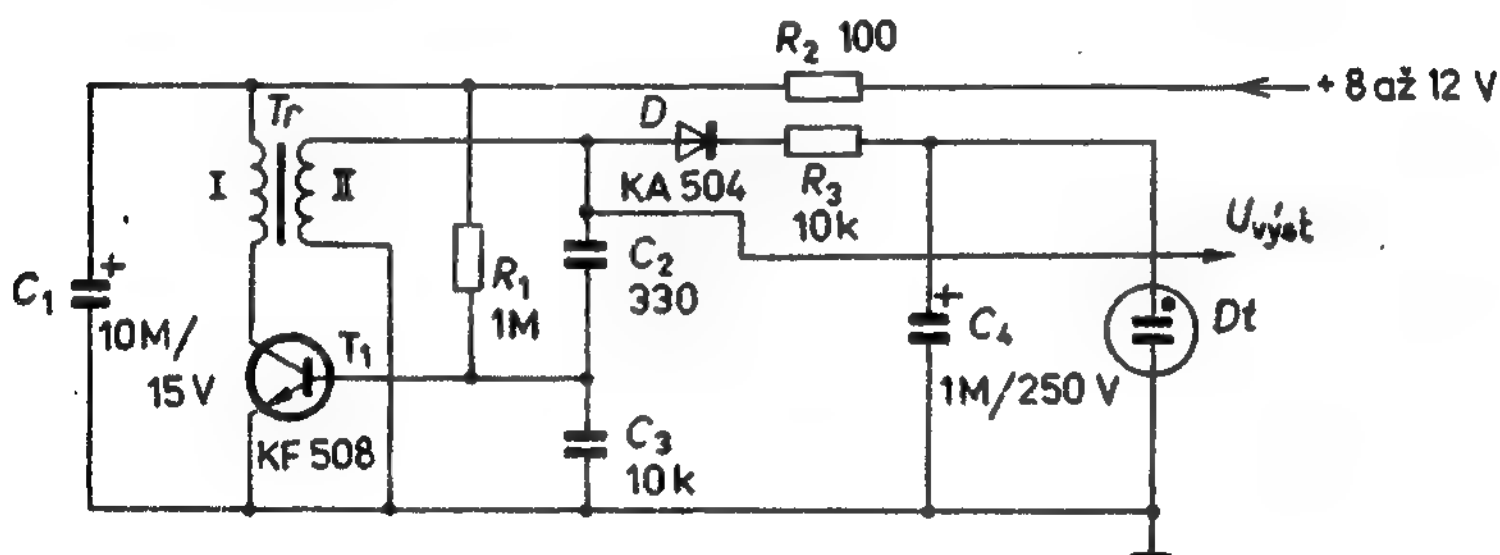 R₂ 100
+ 8 až 12 V
Tr
D
I
II
KA 504
R₃
10k
Uvýst
C₁
+
10M/
15V
R₁
1M
C₂
330
T₁
KF 508
C₃
10k
+
C₄
1M/250 V
Dt